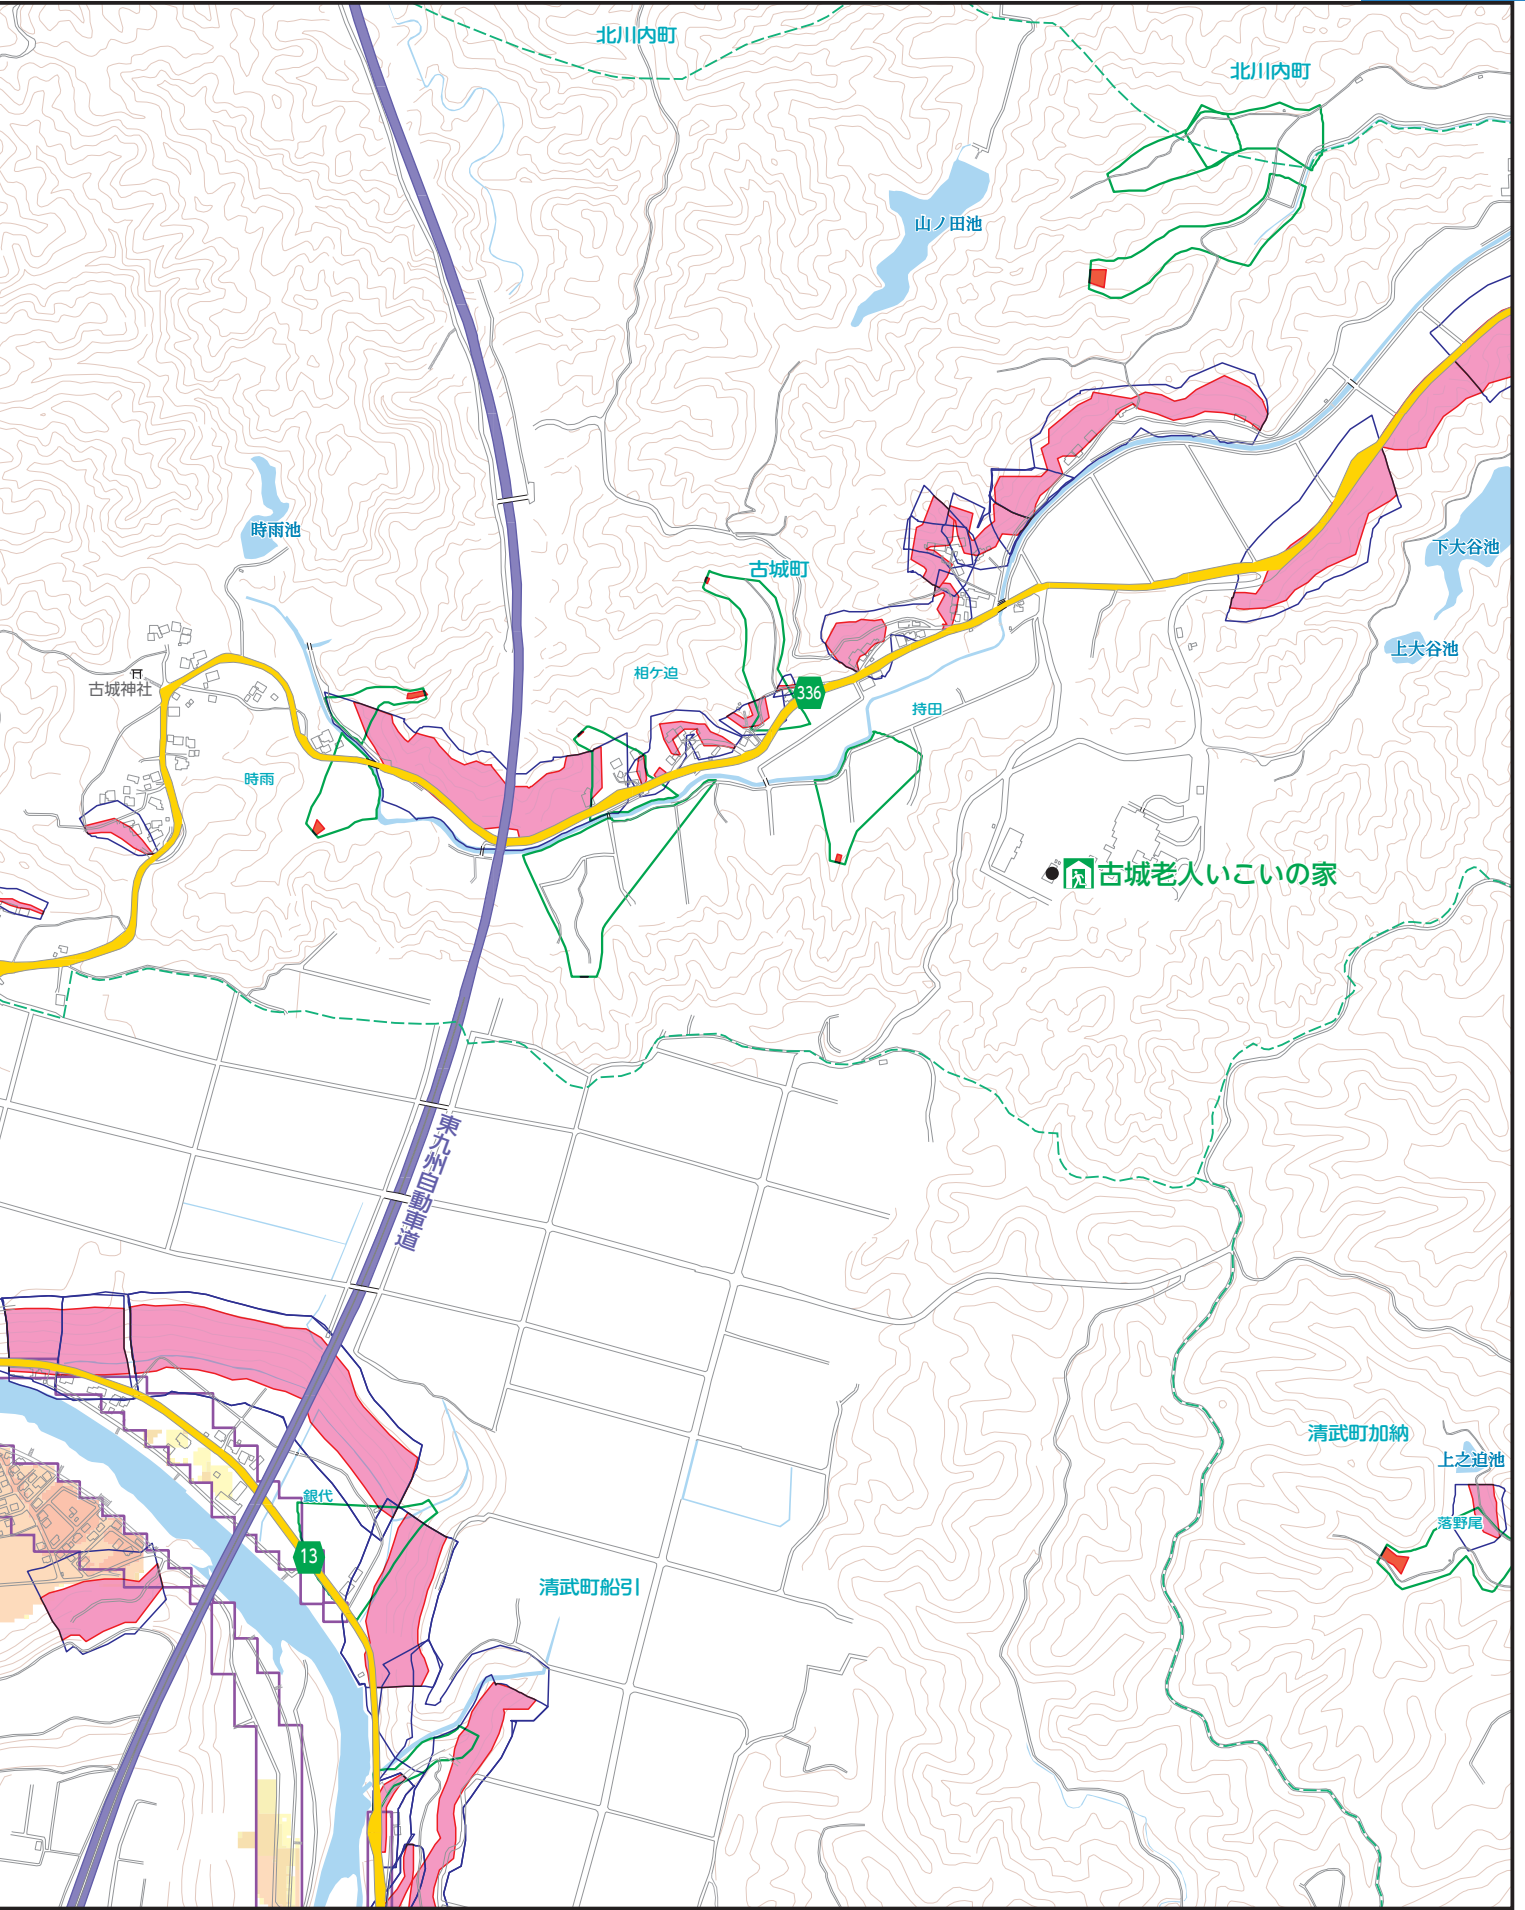 北川内町
北川内町
山ノ田池
時雨池
下大谷池
古城町
上大谷池
相ケ迫
古城神社
336
持田
時雨
古城老人いこいの家
東九州自動車道
清武町加納
上之迫池
銀代
落野尾
13
清武町船引